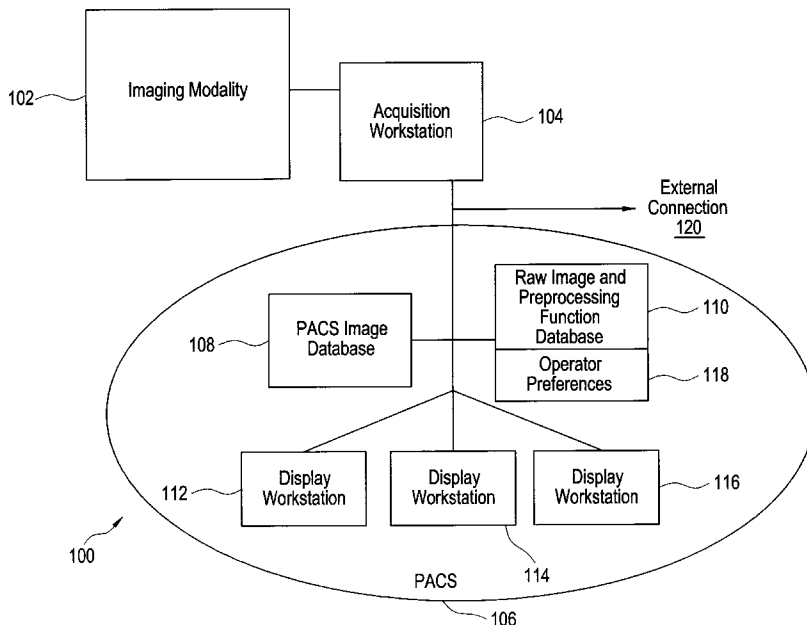 Imaging Modality
102
Acquisition
Workstation
104
External
Connection
120
Raw Image and
Preprocessing
Function
Database
110
PACS Image
Database
108
Operator
Preferences
118
Display
Workstation
112
Display
Workstation
114
Display
Workstation
116
100
PACS
106